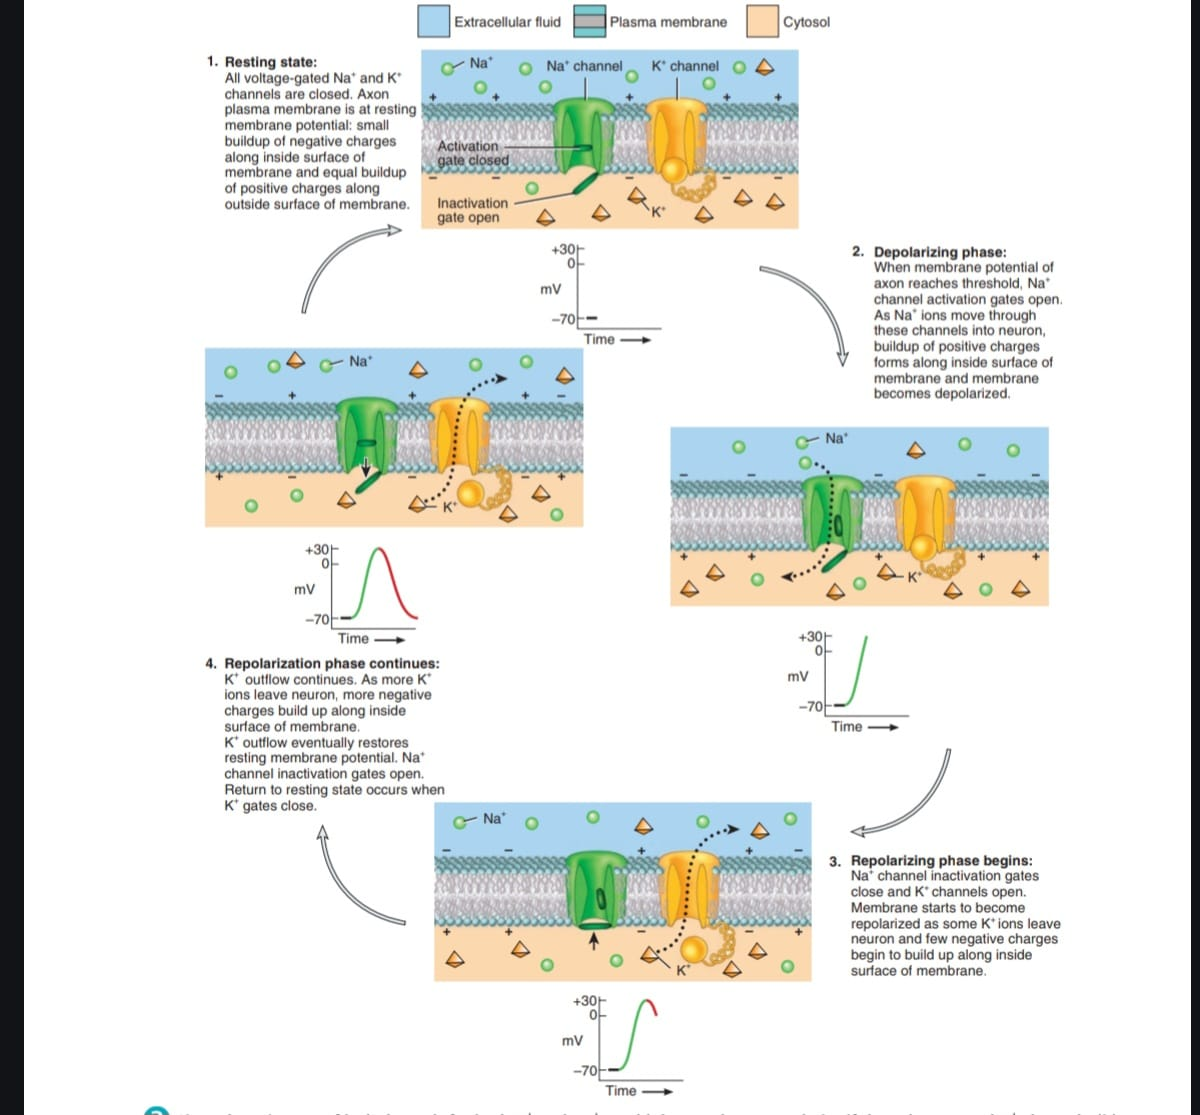 Extracellular fluid
Plasma membrane
Cytosol
1. Resting state:
All voltage-gated Na⁺ and K⁺
channels are closed. Axon
plasma membrane is at resting
membrane potential: small
buildup of negative charges
along inside surface of
membrane and equal buildup
of positive charges along
outside surface of membrane.
Na⁺
Na⁺ channel
K⁺ channel
+ + + + +
Activation
gate closed
− − − −
Inactivation
gate open
K⁺
+30
0
mV
−70
Time
2. Depolarizing phase:
When membrane potential of
axon reaches threshold, Na⁺
channel activation gates open.
As Na⁺ ions move through
these channels into neuron,
buildup of positive charges
forms along inside surface of
membrane and membrane
becomes depolarized.
Na⁺
− − − − −
+ + + + +
K⁺
+30
0
mV
−70
Time
3. Repolarizing phase begins:
Na⁺ channel inactivation gates
close and K⁺ channels open.
Membrane starts to become
repolarized as some K⁺ ions leave
neuron and few negative charges
begin to build up along inside
surface of membrane.
Na⁺
− − + + −
+ + − − +
K⁺
+30
0
mV
−70
Time
Na⁺
− + + + −
+ − − − +
K⁺
+30
0
mV
−70
Time
4. Repolarization phase continues:
K⁺ outflow continues. As more K⁺
ions leave neuron, more negative
charges build up along inside
surface of membrane.
K⁺ outflow eventually restores
resting membrane potential. Na⁺
channel inactivation gates open.
Return to resting state occurs when
K⁺ gates close.